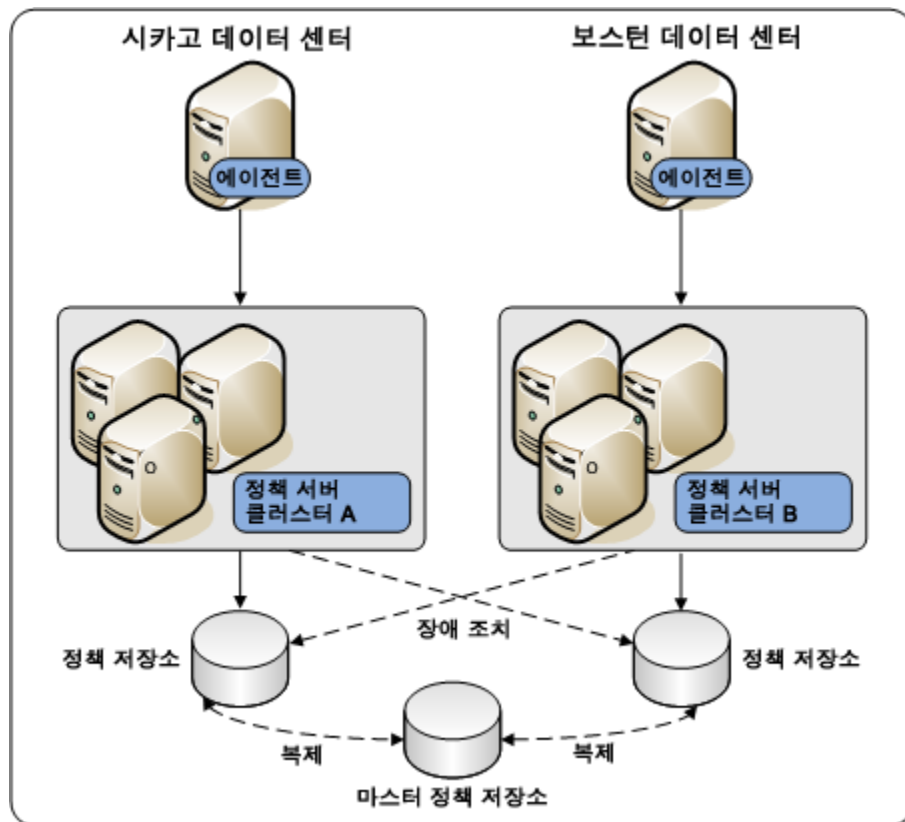 시카고 데이터 센터
보스턴 데이터 센터
에이전트
에이전트
정책 서버
클러스터 A
정책 서버
클러스터 B
장애 조치
정책 저장소
정책 저장소
복제
복제
마스터 정책 저장소